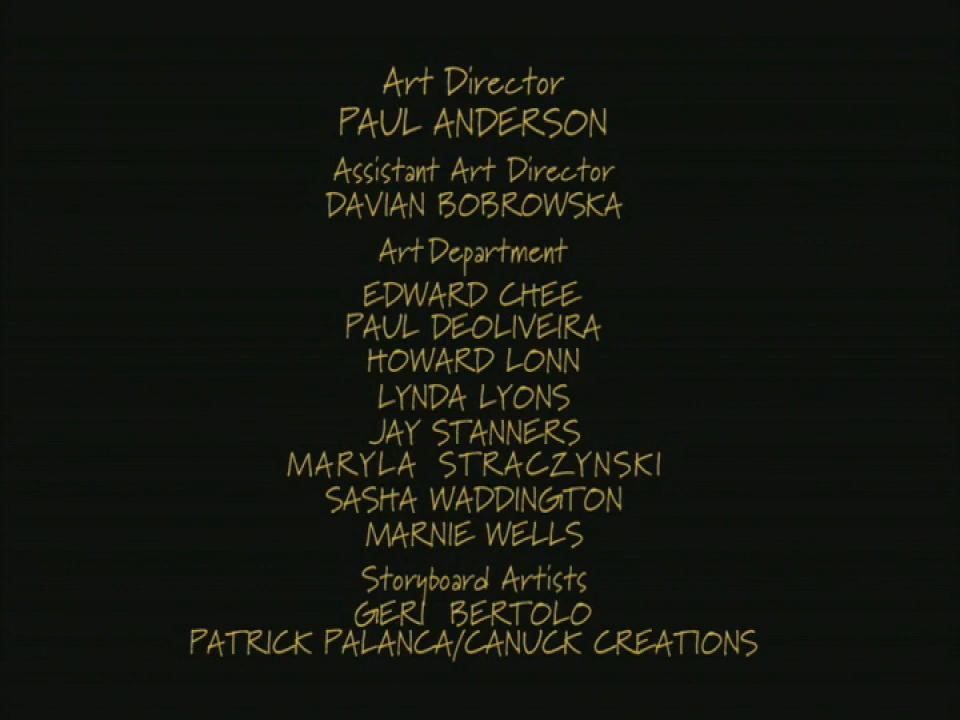 Art Director
PAUL ANDERSON
Assistant Art Director
DAVIAN BOBROWSKA
Art Department
EDWARD CHEE
PAUL DEOLIVEIRA
HOWARD LONN
LYNDA LYONS
JAY STANNERS
MARYLA STRACZYNSKI
SASHA WADDINGTON
MARNIE WELLS
Storyboard Artists
GERI BERTOLO
PATRICK PALANCA/CANUCK CREATIONS